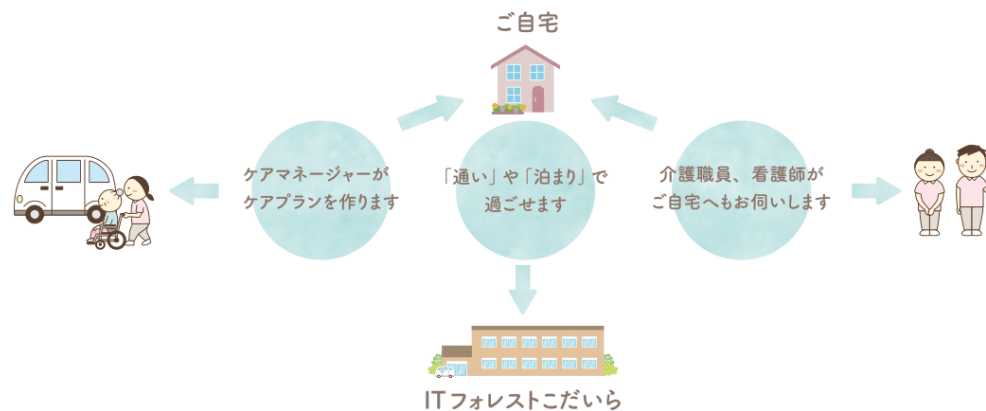 ご自宅
ケアマネージャーが
ケアプランを作ります
「通い」や「泊まり」で
過ごせます
介護職員、看護師が
ご自宅へもお伺いします
ITフォレストこだいら